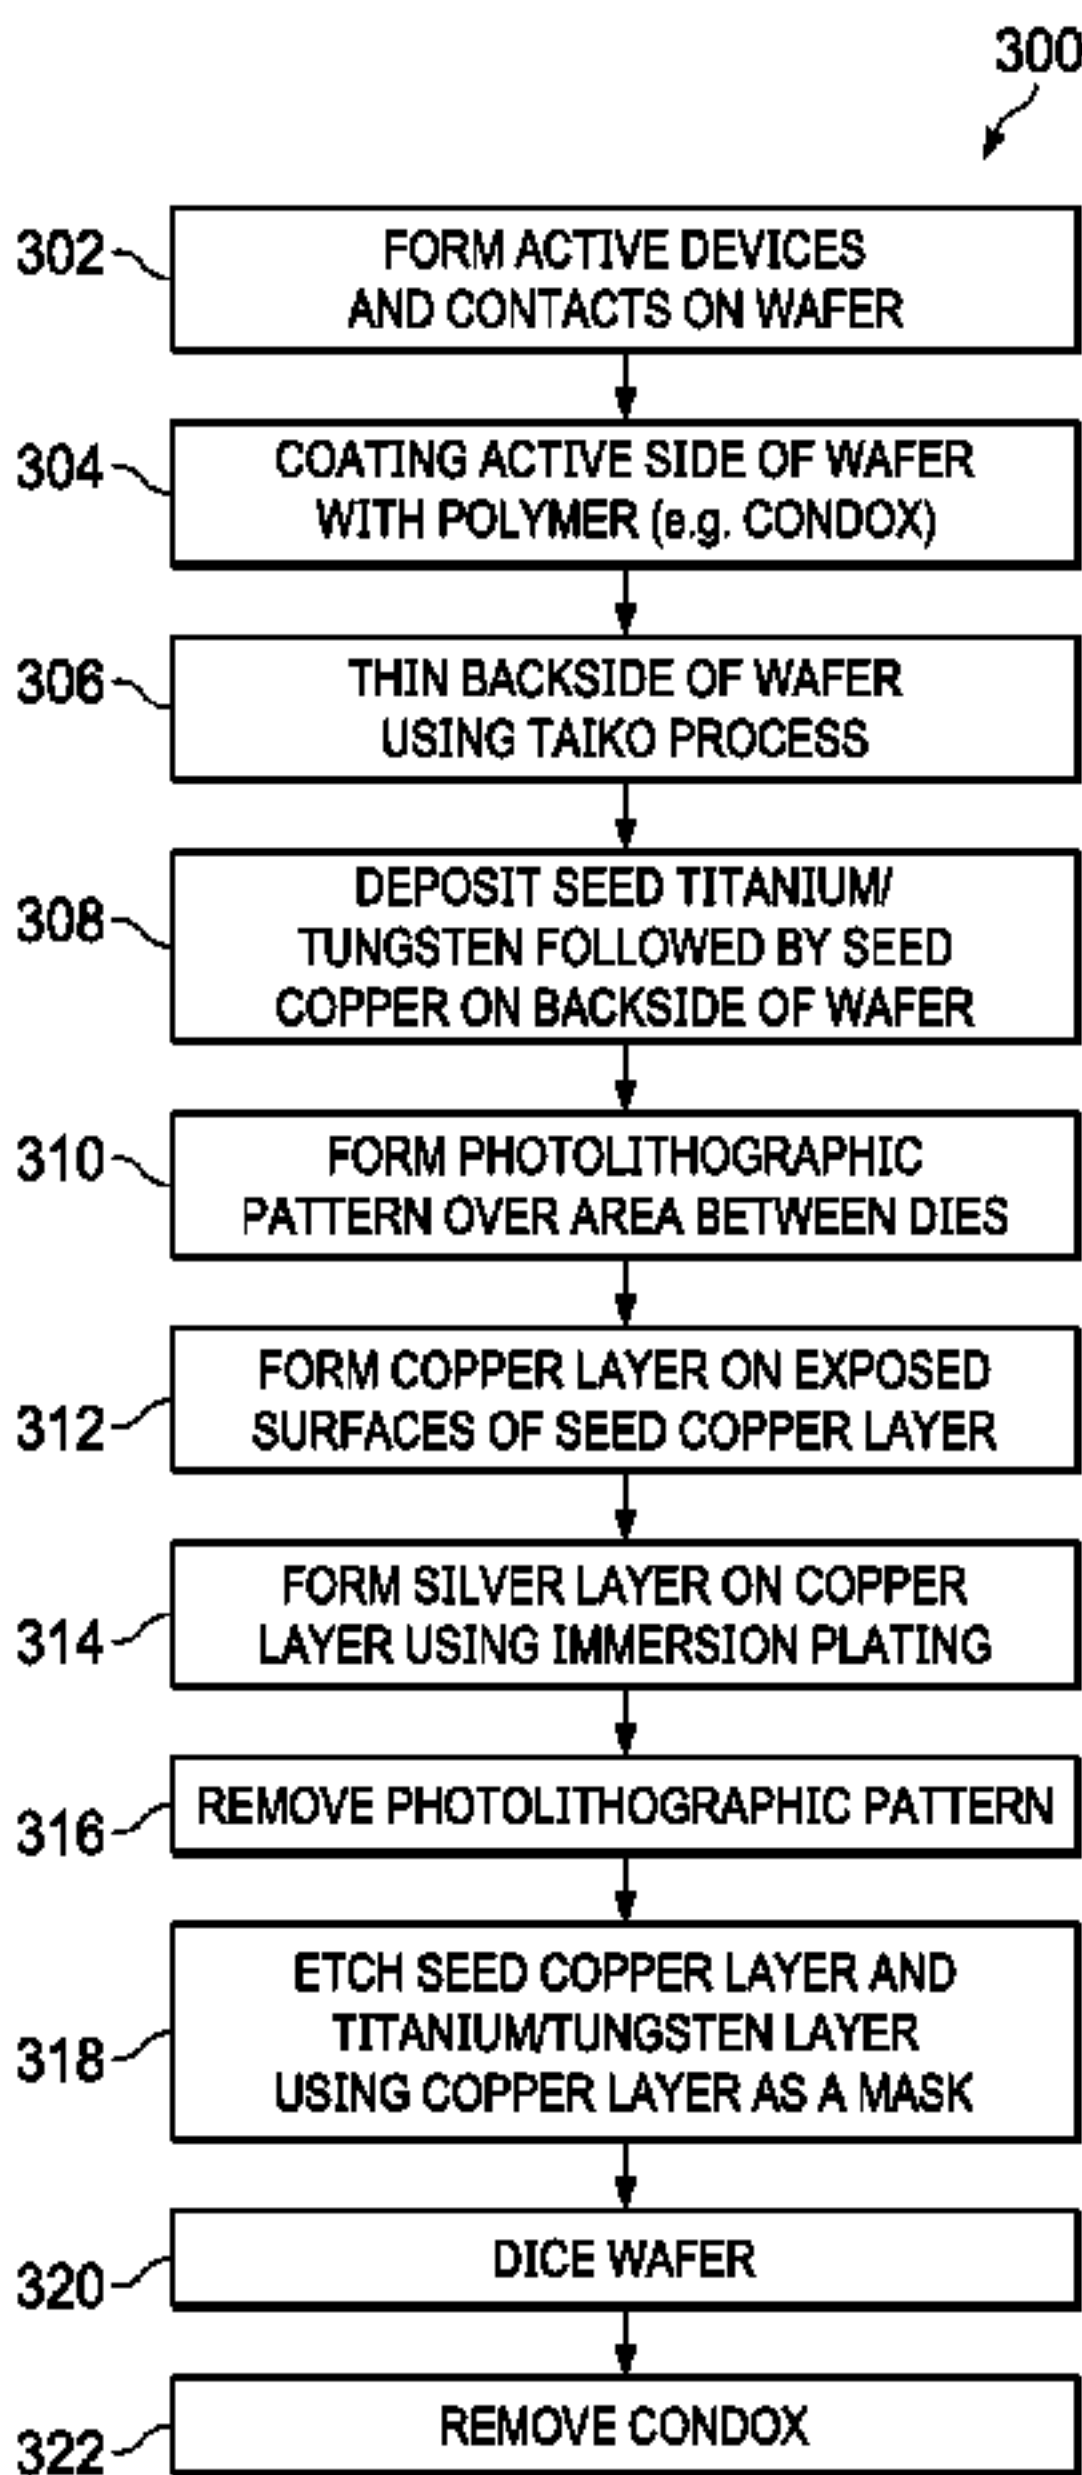 300
302
FORM ACTIVE DEVICES
AND CONTACTS ON WAFER
304
COATING ACTIVE SIDE OF WAFER
WITH POLYMER (e.g. CONDOX)
306
THIN BACKSIDE OF WAFER
USING TAIKO PROCESS
308
DEPOSIT SEED TITANIUM/
TUNGSTEN FOLLOWED BY SEED
COPPER ON BACKSIDE OF WAFER
310
FORM PHOTOLITHOGRAPHIC
PATTERN OVER AREA BETWEEN DIES
312
FORM COPPER LAYER ON EXPOSED
SURFACES OF SEED COPPER LAYER
314
FORM SILVER LAYER ON COPPER
LAYER USING IMMERSION PLATING
316
REMOVE PHOTOLITHOGRAPHIC PATTERN
318
ETCH SEED COPPER LAYER AND
TITANIUM/TUNGSTEN LAYER
USING COPPER LAYER AS A MASK
320
DICE WAFER
322
REMOVE CONDOX